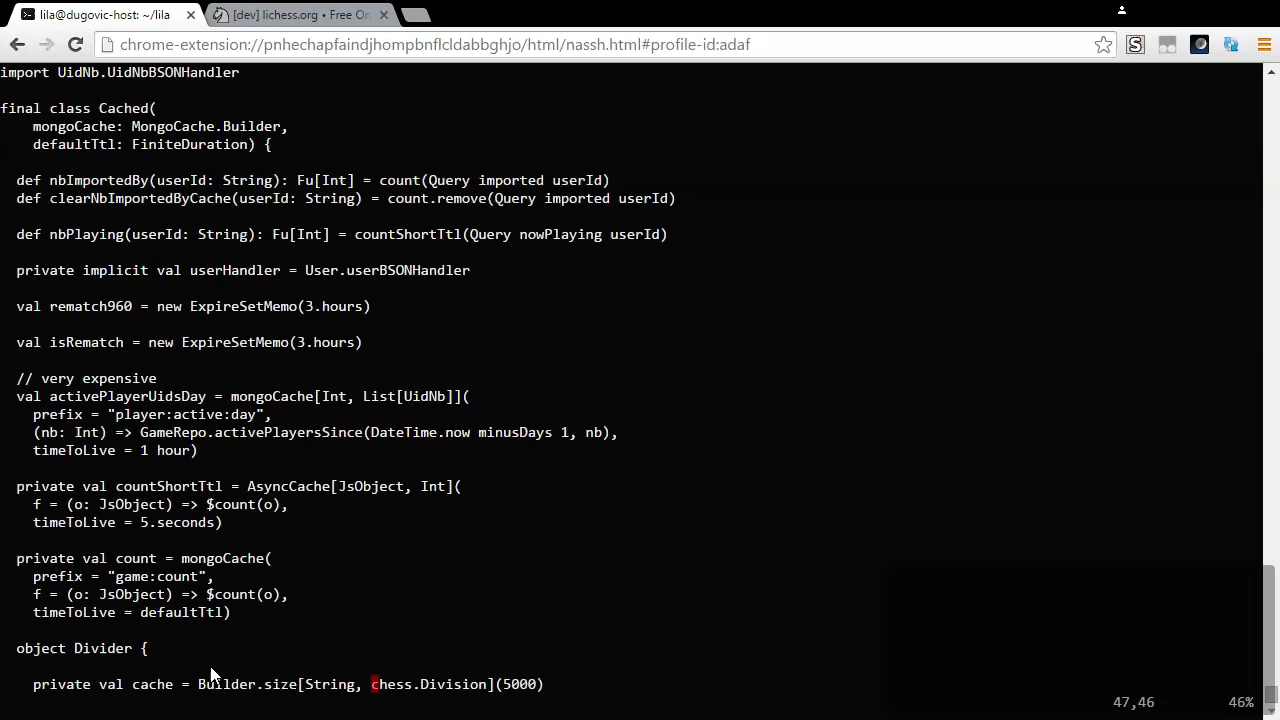 lila@dugovic-host: ~/lila
[dev] lichess.org • Free On
chrome-extension://pnhechapfaindjhompbnflcldabbghjo/html/nassh.html#profile-id:adaf
import UidNb.UidNbBSONHandler
final class Cached(
mongoCache: MongoCache.Builder,
defaultTtl: FiniteDuration) {
def nbImportedBy(userId: String): Fu[Int] = count(Query imported userId)
def clearNbImportedByCache(userId: String) = count.remove(Query imported userId)
def nbPlaying(userId: String): Fu[Int] = countShortTtl(Query nowPlaying userId)
private implicit val userHandler = User.userBSONHandler
val rematch960 = new ExpireSetMemo(3.hours)
val isRematch = new ExpireSetMemo(3.hours)
// very expensive
val activePlayerUidsDay = mongoCache[Int, List[UidNb]](
prefix = "player:active:day",
(nb: Int) => GameRepo.activePlayersSince(DateTime.now minusDays 1, nb),
timeToLive = 1 hour)
private val countShortTtl = AsyncCache[JsObject, Int](
f = (o: JsObject) => $count(o),
timeToLive = 5.seconds)
private val count = mongoCache(
prefix = "game:count",
f = (o: JsObject) => $count(o),
timeToLive = defaultTtl)
object Divider {
private val cache = Builder.size[String, chess.Division](5000)
47,46 46%